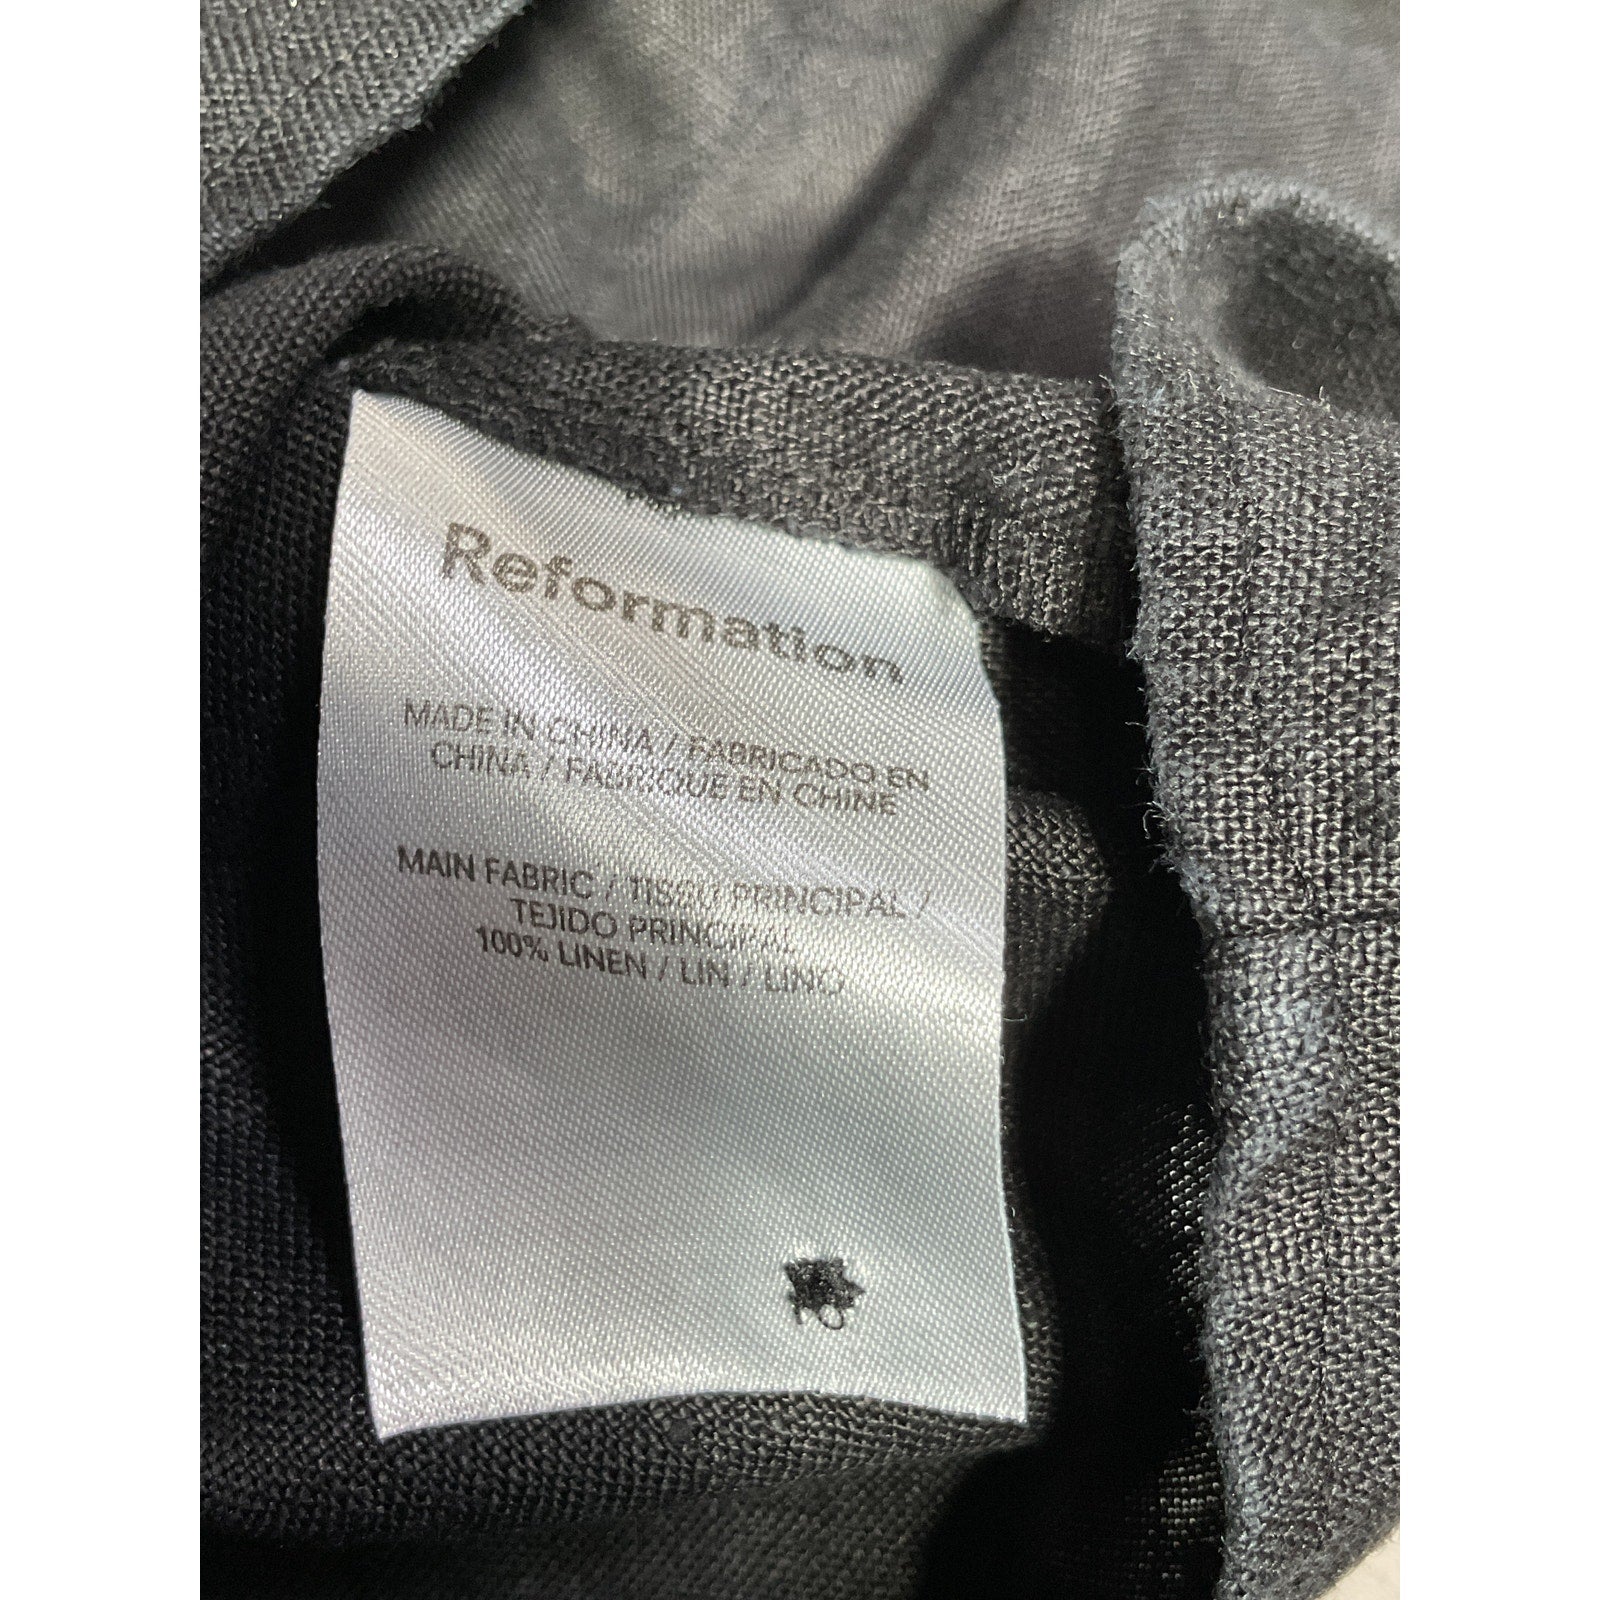 Reformation
MADE IN CHINA / FABRICADO EN
CHINA / FABRIQUE EN CHINE
MAIN FABRIC / TISSU PRINCIPAL /
TEJIDO PRINCIPAL
100% LINEN / LIN / LINO